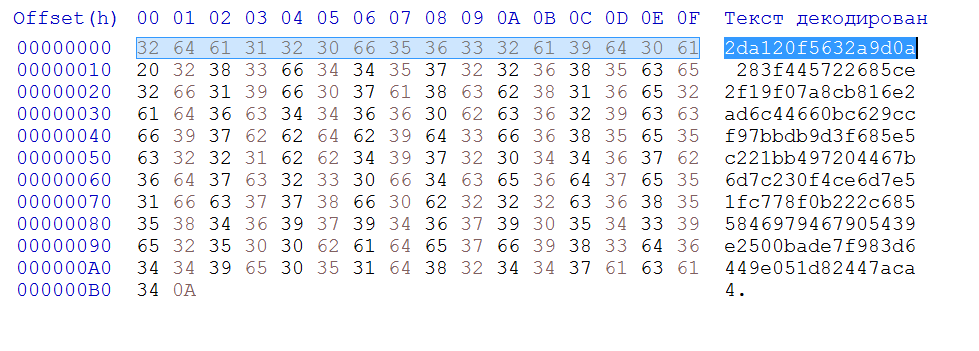 Offset(h) 00 01 02 03 04 05 06 07 08 09 0A 0B 0C 0D 0E 0F Текст декодирован
00000000 32 64 61 31 32 30 66 35 36 33 32 61 39 64 30 61 2da120f5632a9d0a
00000010 20 32 38 33 66 34 34 35 37 32 32 36 38 35 63 65 283f445722685ce
00000020 32 66 31 39 66 30 37 61 38 63 62 38 31 36 65 32 2f19f07a8cb816e2
00000030 61 64 36 63 34 34 36 36 30 62 63 36 32 39 63 63 ad6c44660bc629cc
00000040 66 39 37 62 62 64 62 39 64 33 66 36 38 35 65 35 f97bbdb9d3f685e5
00000050 63 32 32 31 62 62 34 39 37 32 30 34 34 36 37 62 c221bb497204467b
00000060 36 64 37 63 32 33 30 66 34 63 65 36 64 37 65 35 6d7c230f4ce6d7e5
00000070 31 66 63 37 37 38 66 30 62 32 32 32 63 36 38 35 1fc778f0b222c685
00000080 35 38 34 36 39 37 39 34 36 37 39 30 35 34 33 39 5846979467905439
00000090 65 32 35 30 30 62 61 64 65 37 66 39 38 33 64 36 e2500bade7f983d6
000000A0 34 34 39 65 30 35 31 64 38 32 34 34 37 61 63 61 449e051d82447aca
000000B0 34 0A 4.